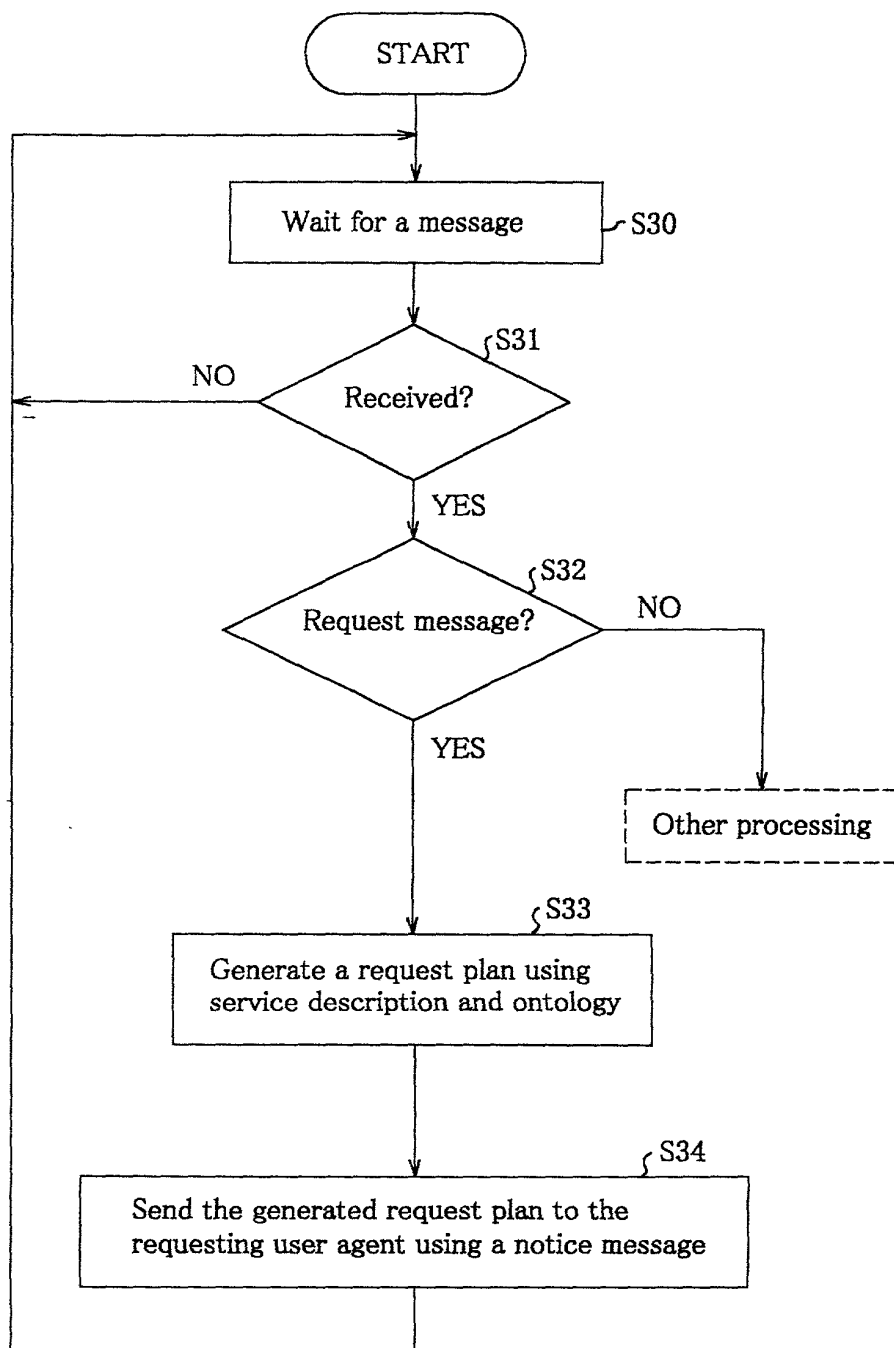 START
Wait for a message
S30
S31
NO
Received?
YES
S32
Request message?
NO
YES
Other processing
S33
Generate a request plan using
service description and ontology
S34
Send the generated request plan to the
requesting user agent using a notice message